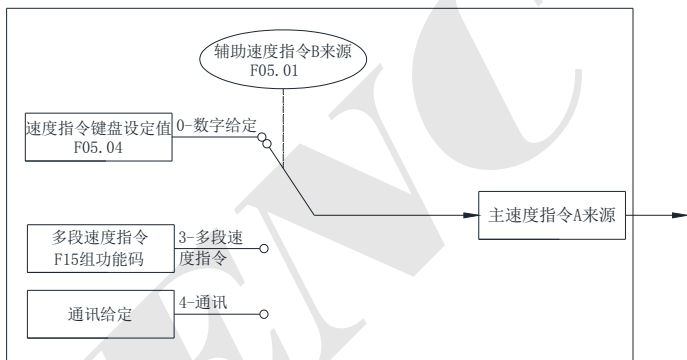 辅助速度指令B来源
F05.01
速度指令键盘设定值
F05.04
0-数字给定
主速度指令A来源
多段速度指令
F15组功能码
3-多段速
度指令
通讯给定
4-通讯